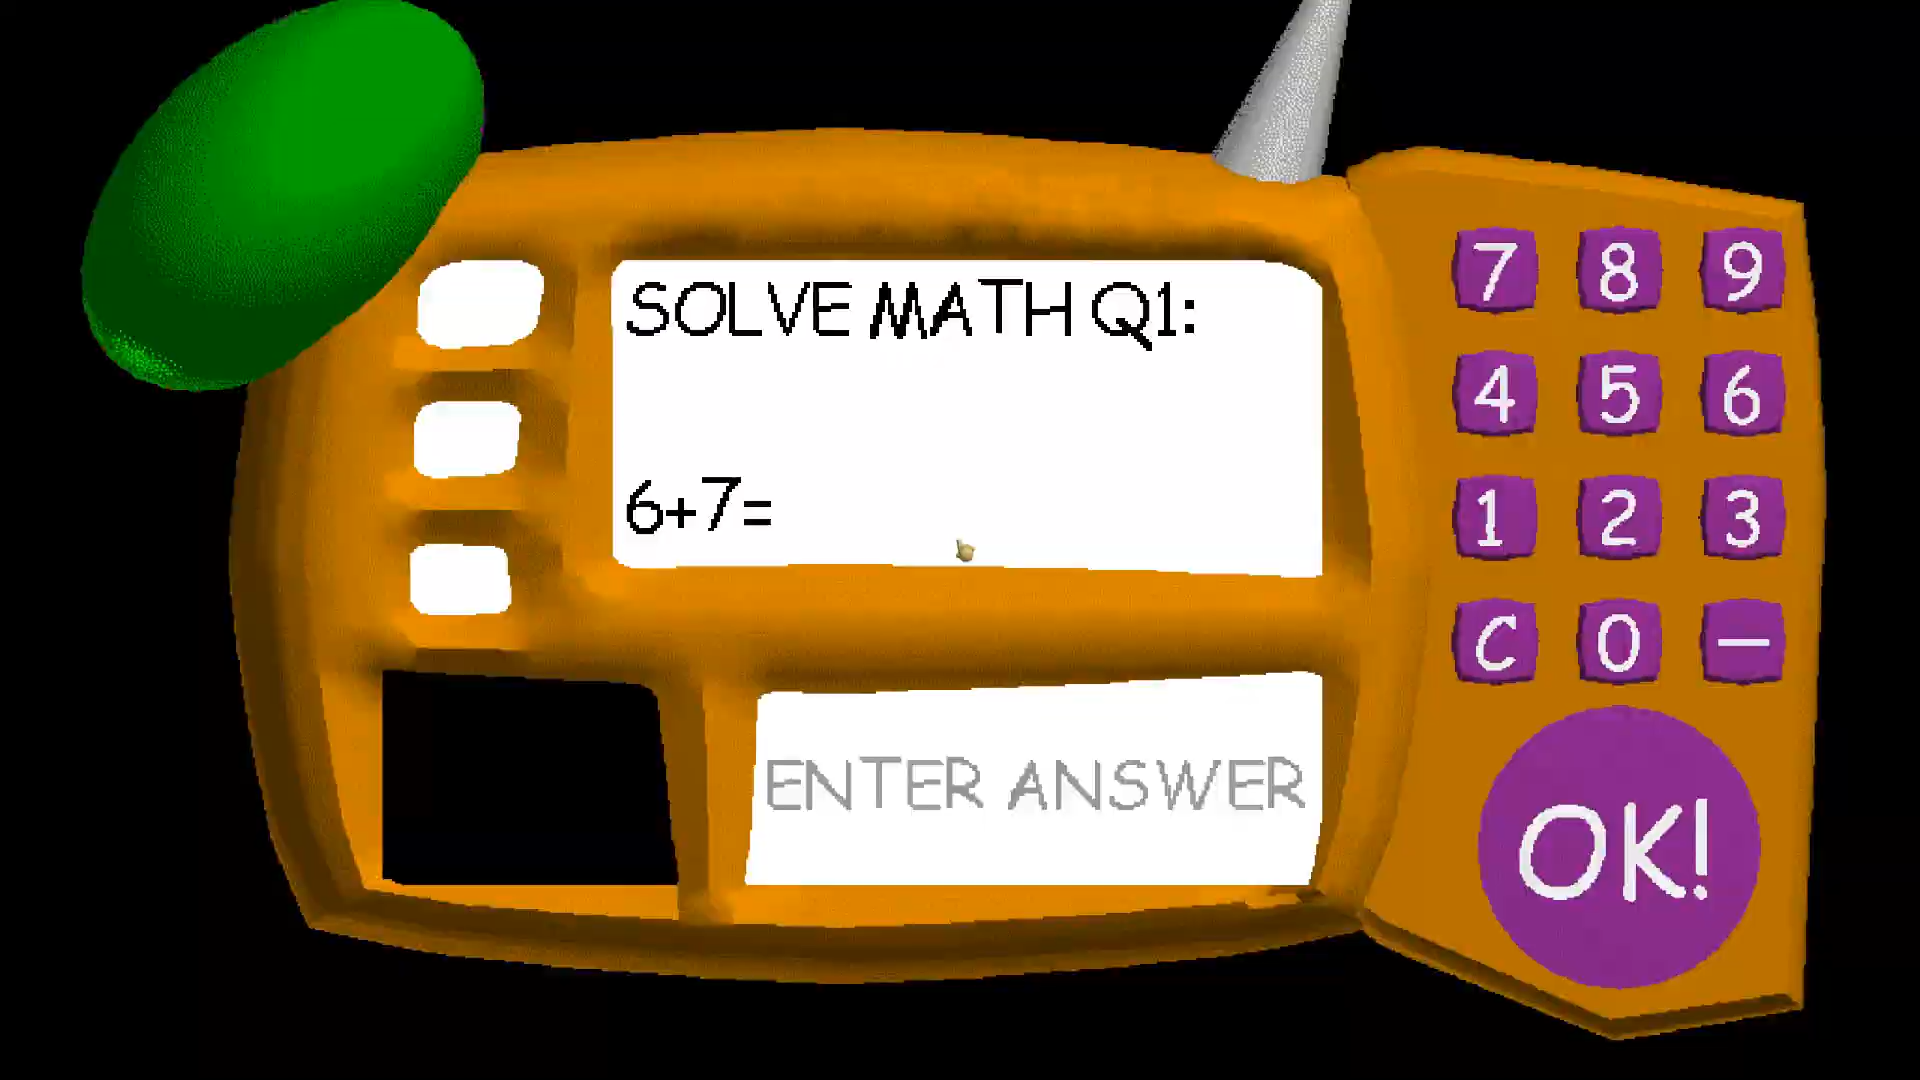 SOLVE MATH Q1:
6+7=
ENTER ANSWER
7 8 9
4 5 6
1 2 3
C 0 —
OK!